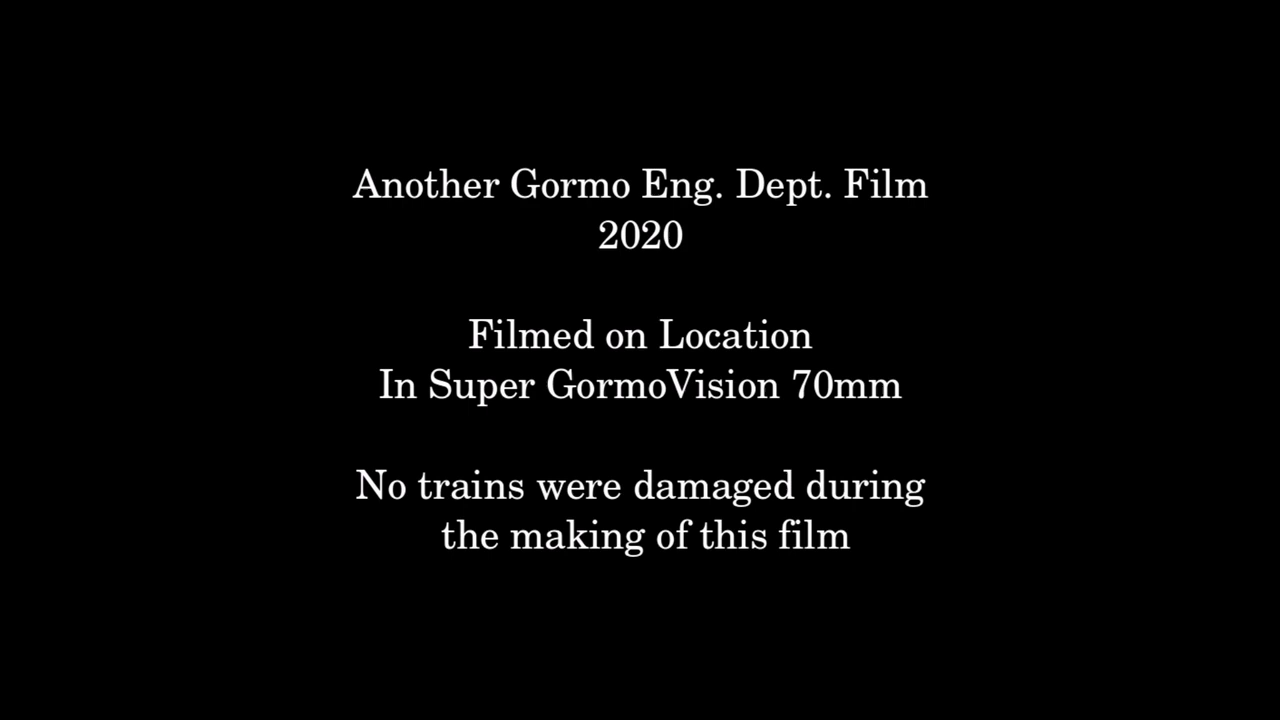 Another Gormo Eng. Dept. Film
2020
Filmed on Location
In Super GormoVision 70mm
No trains were damaged during
the making of this film